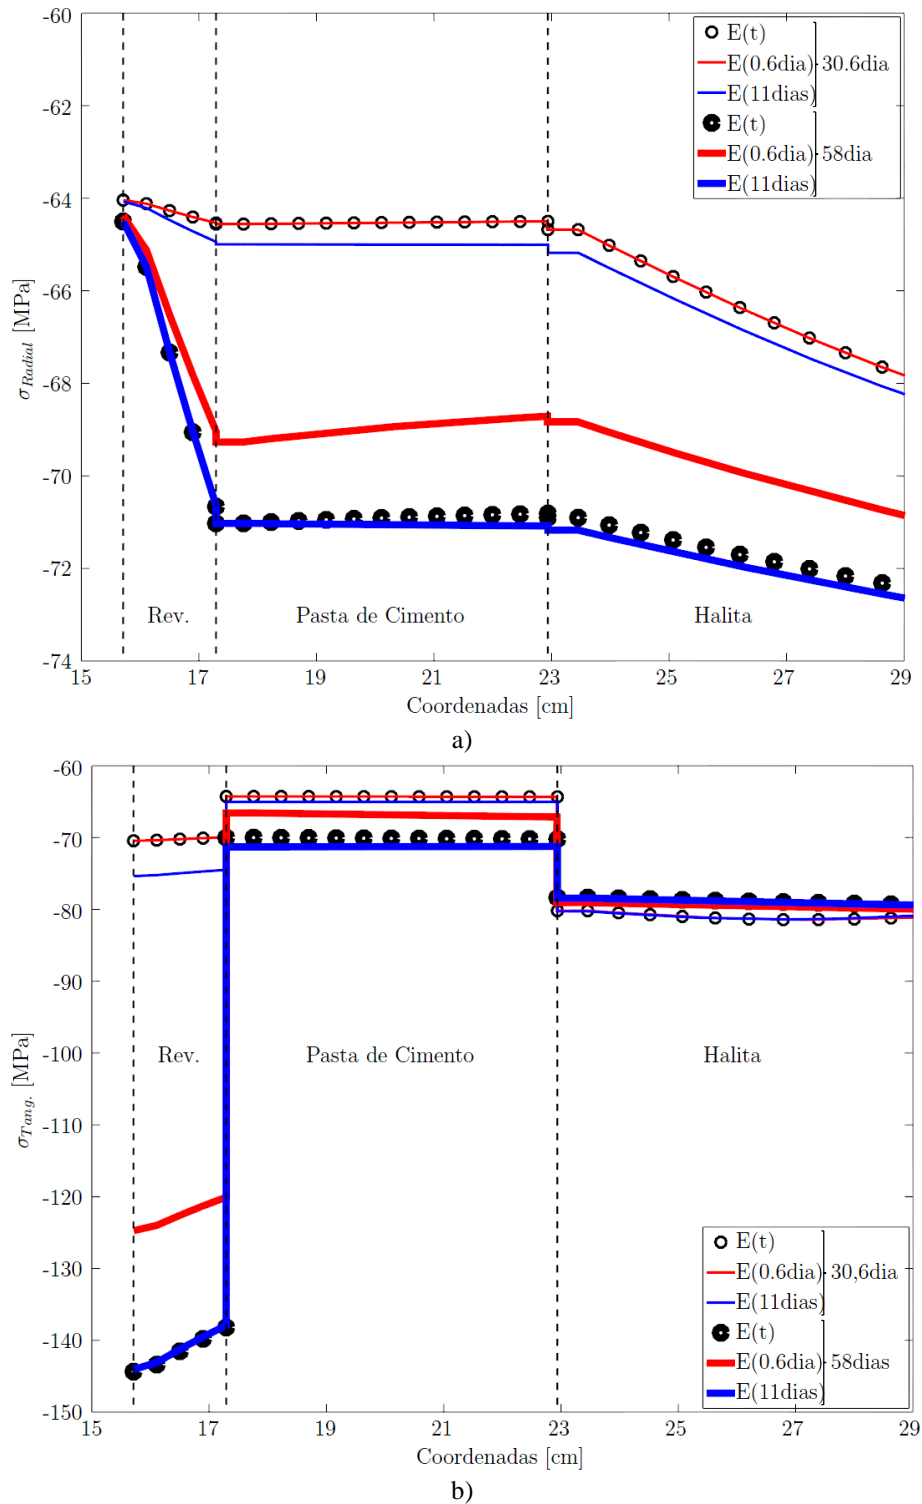 -60
-62
-64
-66
-68
-70
-72
-74
σRadial [MPa]
E(t)
E(0.6dia) 30.6dia
E(11dias)
E(t)
E(0.6dia) 58dia
E(11dias)
Rev. Pasta de Cimento Halita
15 17 19 21 23 25 27 29
Coordenadas [cm]
a)
-60
-70
-80
-90
-100
-110
-120
-130
-140
-150
σTang. [MPa]
Rev. Pasta de Cimento Halita
E(t)
E(0.6dia) 30,6dia
E(11dias)
E(t)
E(0.6dia) 58dias
E(11dias)
15 17 19 21 23 25 27 29
Coordenadas [cm]
b)